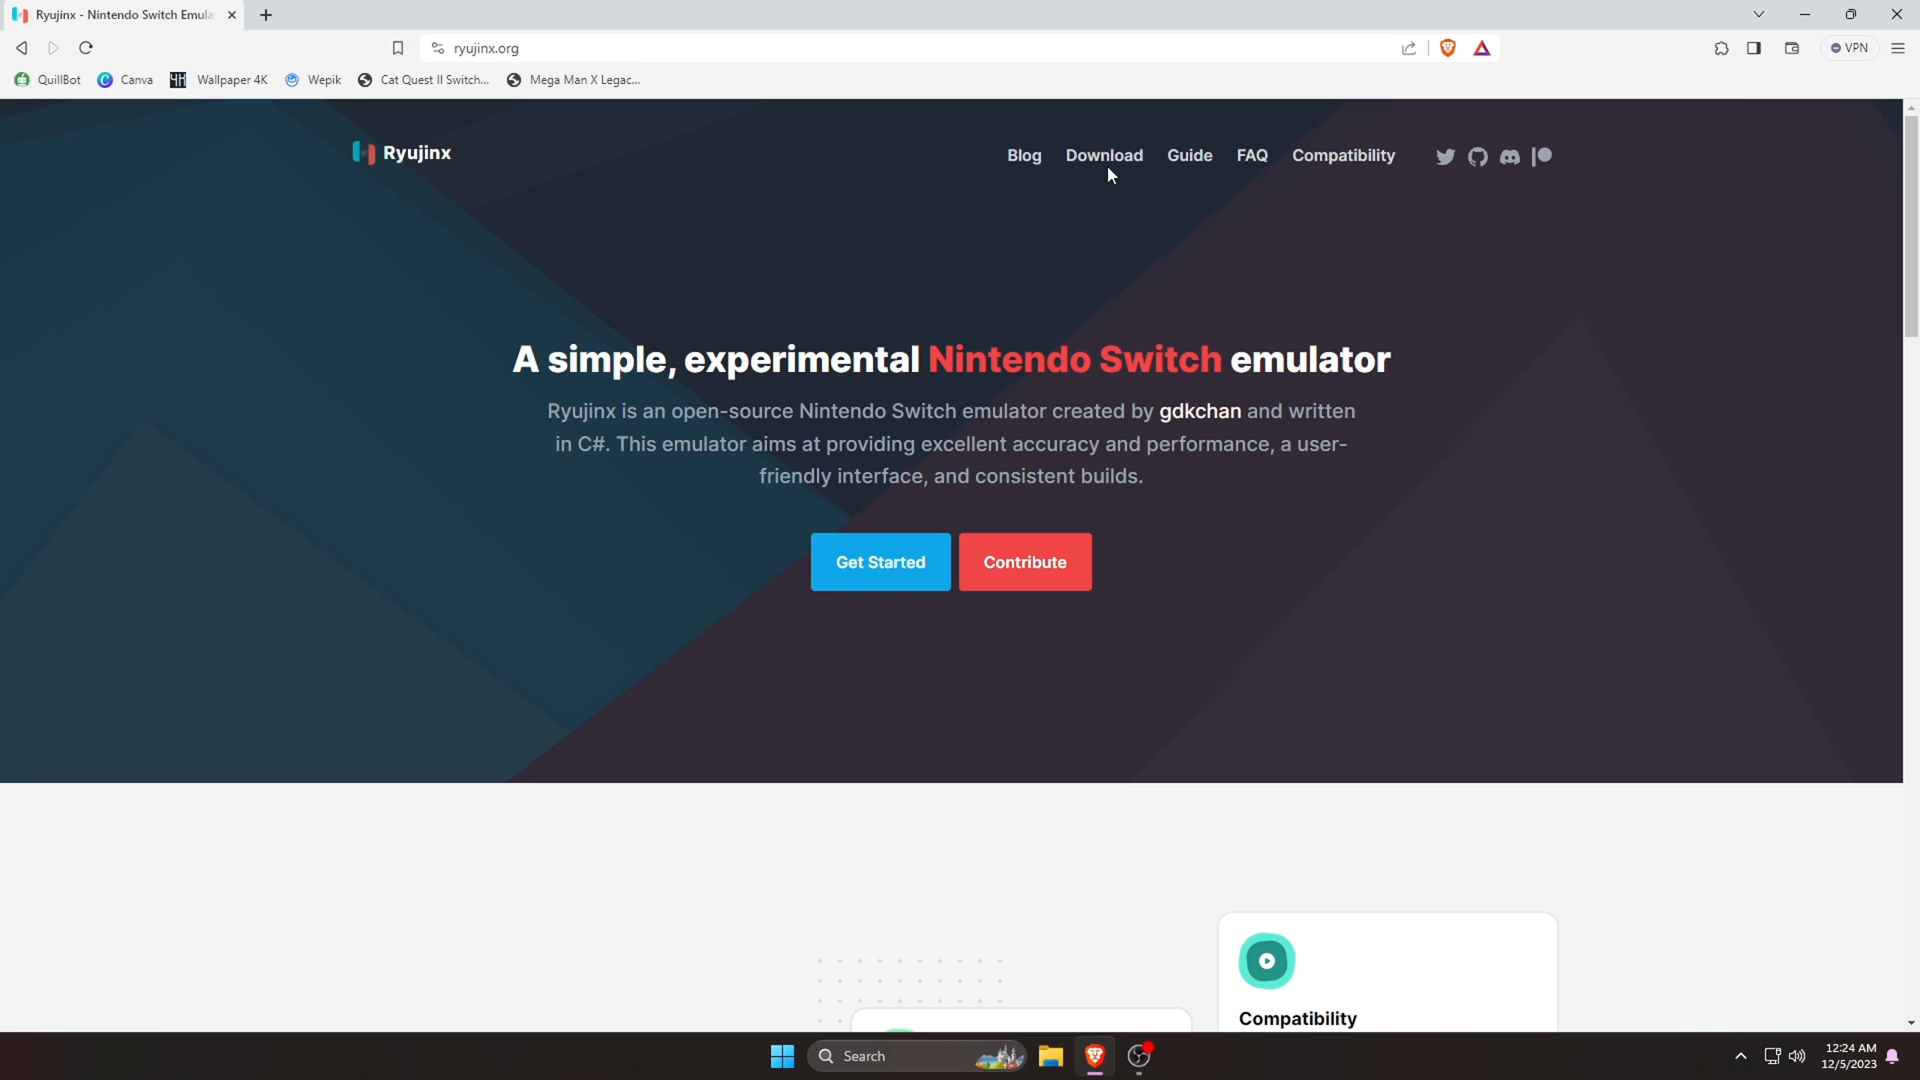 Ryujinx - Nintendo Switch Emula
ryujinx.org
VPN
QuillBot
Canva
Wallpaper 4K
Wepik
Cat Quest II Switch...
Mega Man X Legac...
Ryujinx
Blog
Download
Guide
FAQ
Compatibility
A simple, experimental Nintendo Switch emulator
Ryujinx is an open-source Nintendo Switch emulator created by gdkchan and written
in C#. This emulator aims at providing excellent accuracy and performance, a user-
friendly interface, and consistent builds.
Get Started
Contribute
Compatibility
Search
12:24 AM
12/5/2023